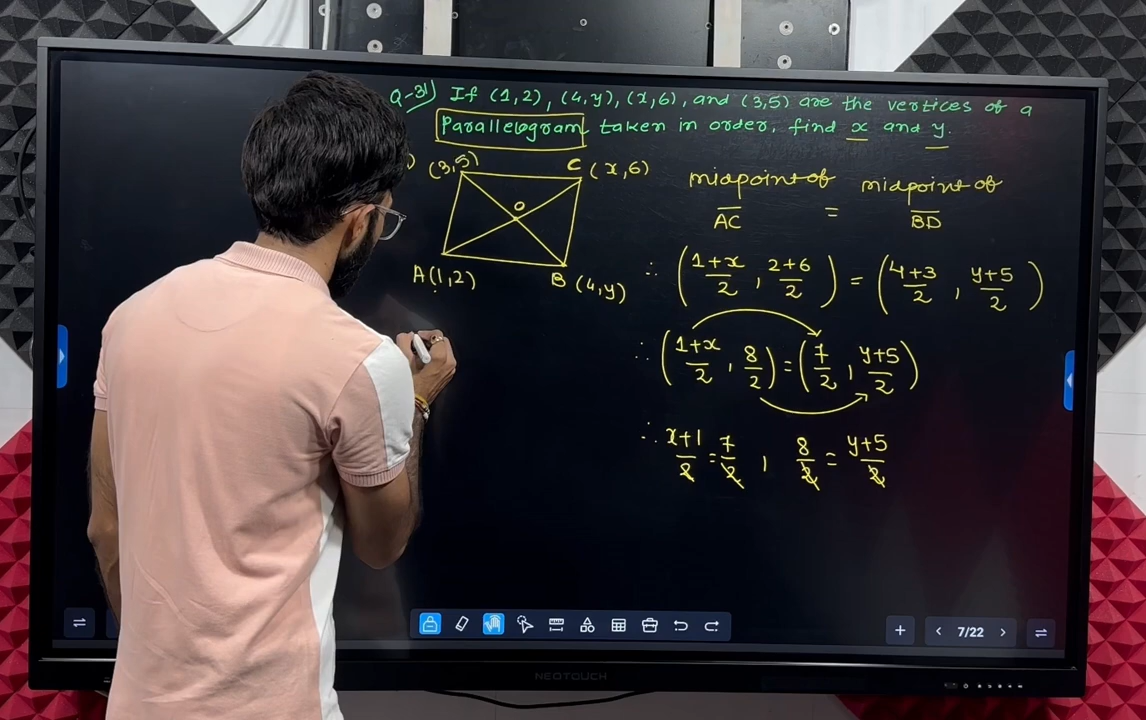 Q-31) If (1,2), (4,y), (x,6), and (3,5) are the vertices of a
Parallelogram taken in order, find x and y.
) (3,5) C (x,6)
O
A(1,2) B (4,y)
midpoint of midpoint of
AC = BD
∴ (1+x/2, 2+6/2) = (4+3/2, y+5/2)
∴ (1+x/2, 8/2) = (7/2, y+5/2)
∴ x+1/2 = 7/2, 8/2 = y+5/2
7/22
NEOTOUCH